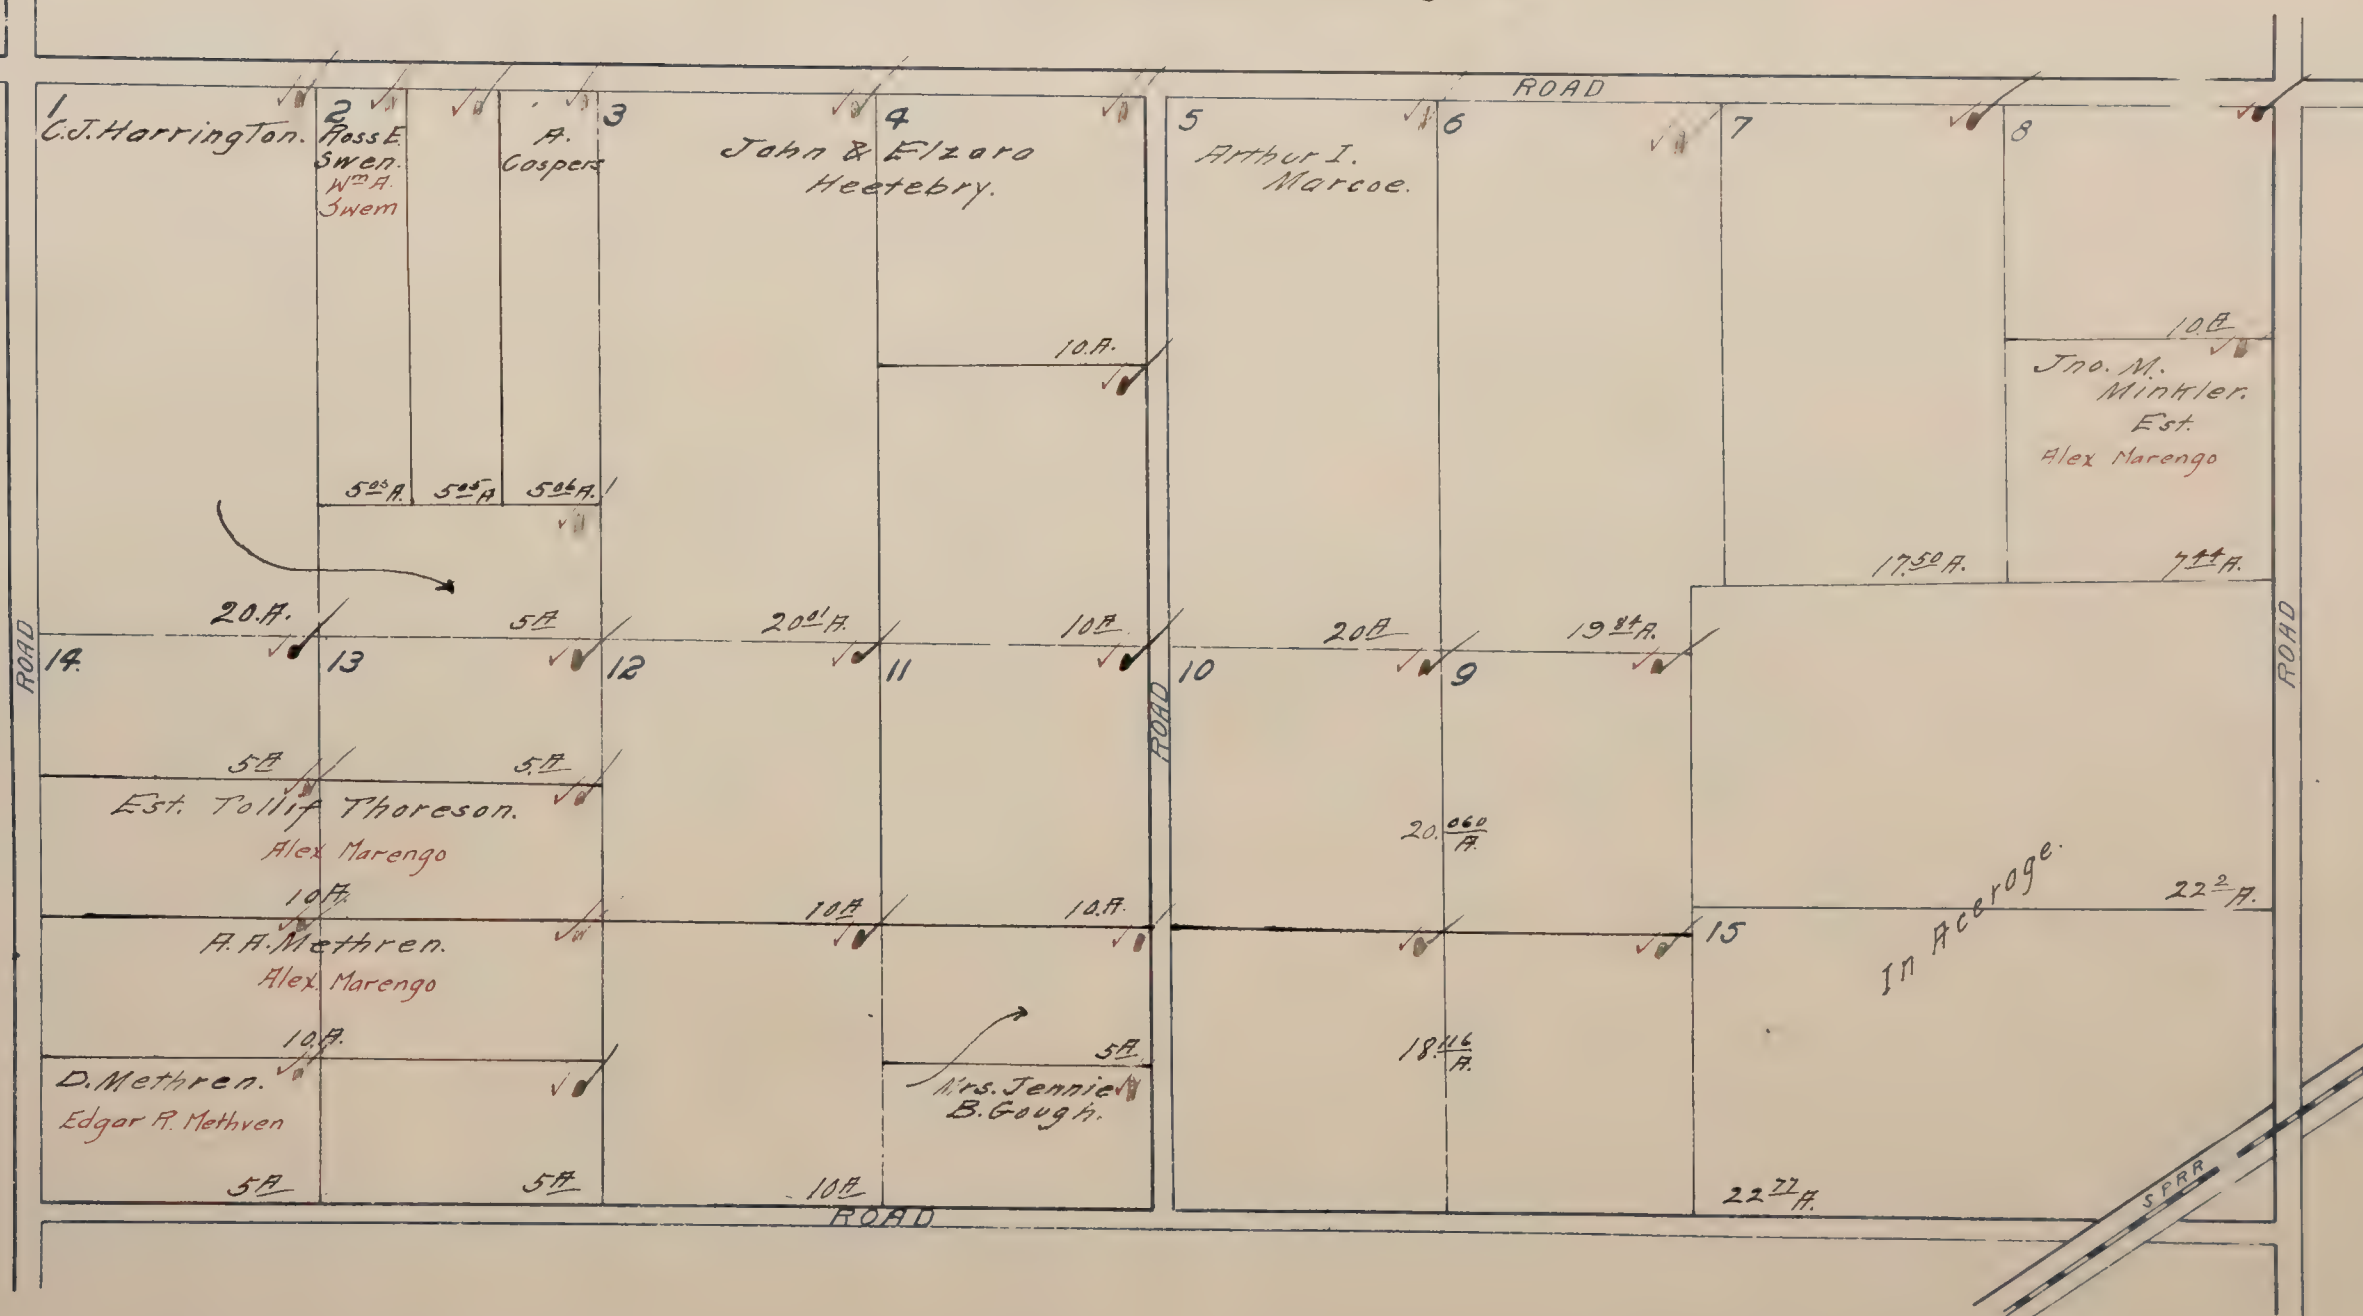 ROAD
1
C.J. Harrington.
2
Ross E.
Swen.
Wm A.
Swem
A.
Caspers
3
4
John & Elzara
Heetebry.
5
Arthur I.
Marcoe.
6
7
8
10.A.
10.A
Jno. M.
Minkler.
Est.
Alex Marengo
5 03 A.
5 05 A
5 06 A.
17.50 A.
7 44 A.
20.A.
5 A
20 01 A.
10 A
20 A
19 84 A.
ROAD
14.
13
12
11
ROAD
10
9
ROAD
5 A
5.A
Est. Tollif Thoreson.
Alex Marengo
20.060 A.
10 A.
10 A
10.A.
22 2 A.
A.A. Methren.
Alex. Marengo
15
In Acerage.
10.A.
5 A
18.116 A.
D. Methren.
Edgar R. Methven
Mrs. Jennie
B. Gough.
5 A
5 A
10 A
22 77 A.
SPRR
ROAD